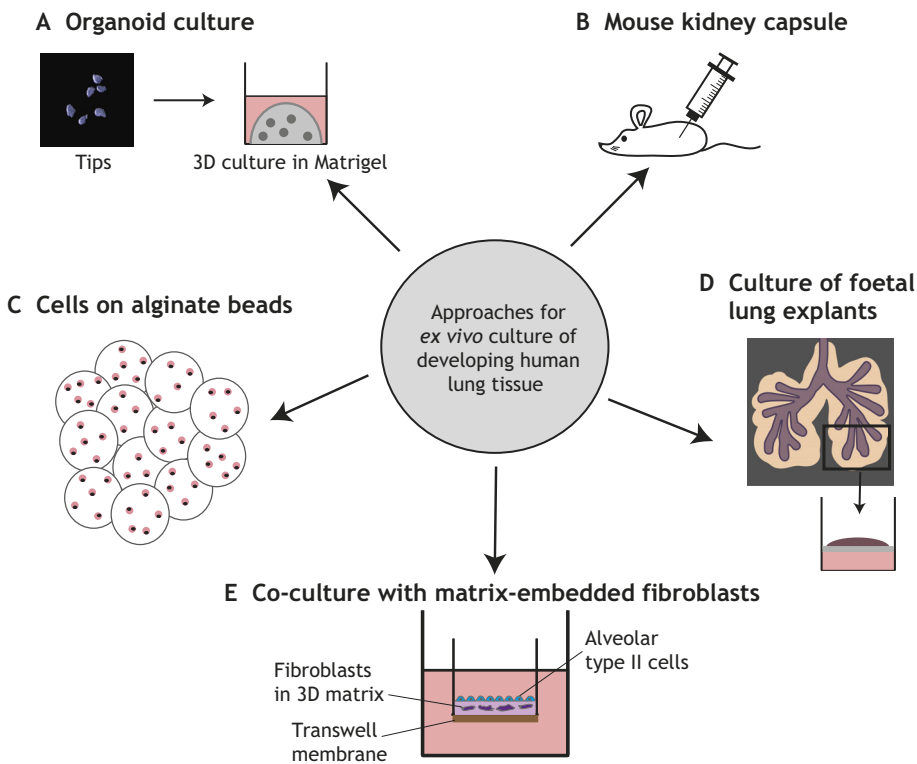 A Organoid culture
Tips
3D culture in Matrigel
B Mouse kidney capsule
C Cells on alginate beads
Approaches for
ex vivo culture of
developing human
lung tissue
D Culture of foetal
lung explants
E Co-culture with matrix-embedded fibroblasts
Fibroblasts
in 3D matrix
Transwell
membrane
Alveolar
type II cells